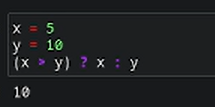 x = 5
y = 10
(x > y) ? x : y
10